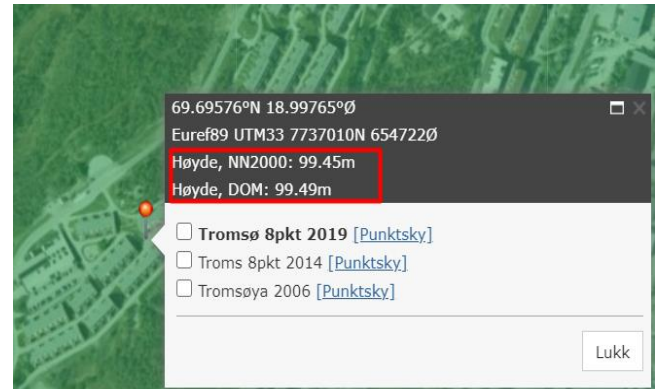 69.69576°N 18.99765°Ø
Euref89 UTM33 7737010N 654722Ø
Høyde, NN2000: 99.45m
Høyde, DOM: 99.49m
Tromsø 8pkt 2019 [Punktsky]
Troms 8pkt 2014 [Punktsky]
Tromsøya 2006 [Punktsky]
Lukk